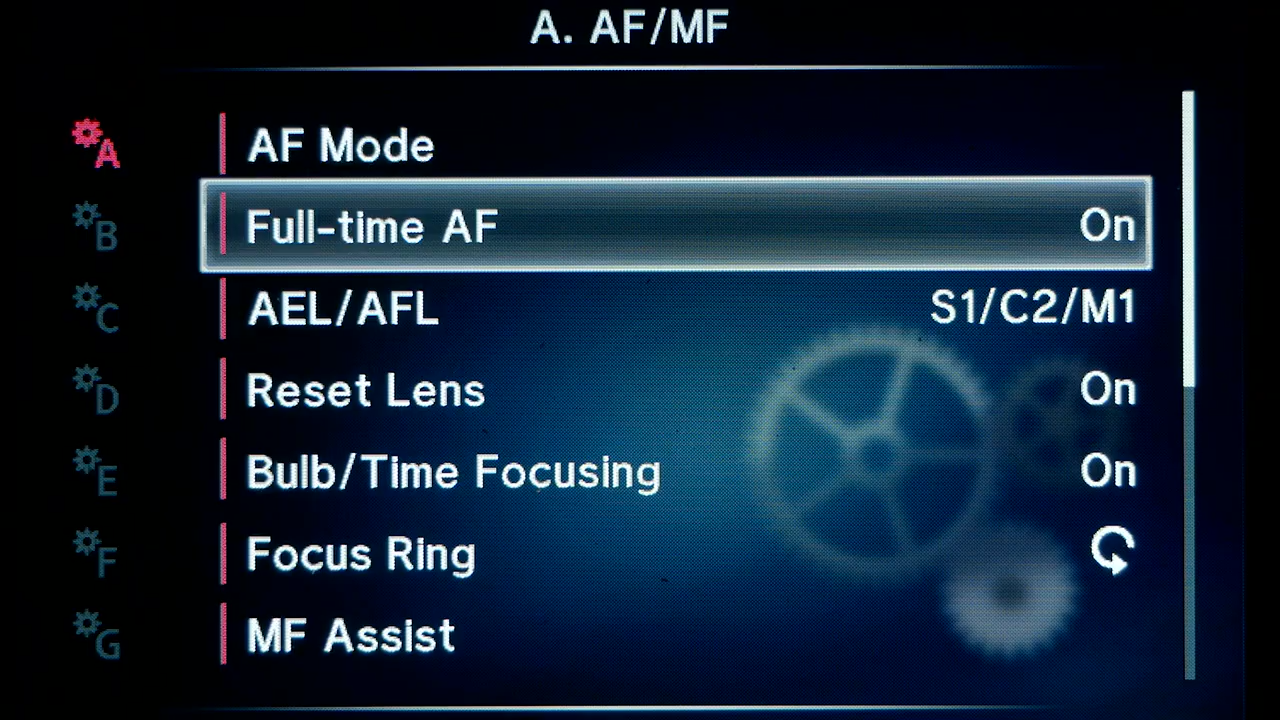 A. AF/MF
A
AF Mode
B
Full-time AF On
C
AEL/AFL S1/C2/M1
D
Reset Lens On
E
Bulb/Time Focusing On
F
Focus Ring
G
MF Assist